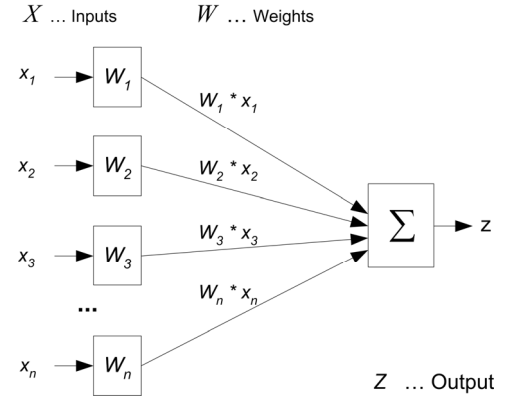 X ... Inputs
W ... Weights
x₁
W₁
W₁ * x₁
x₂
W₂
W₂ * x₂
x₃
W₃
W₃ * x₃
Σ
z
...
Wₙ * xₙ
xₙ
Wₙ
Z ... Output